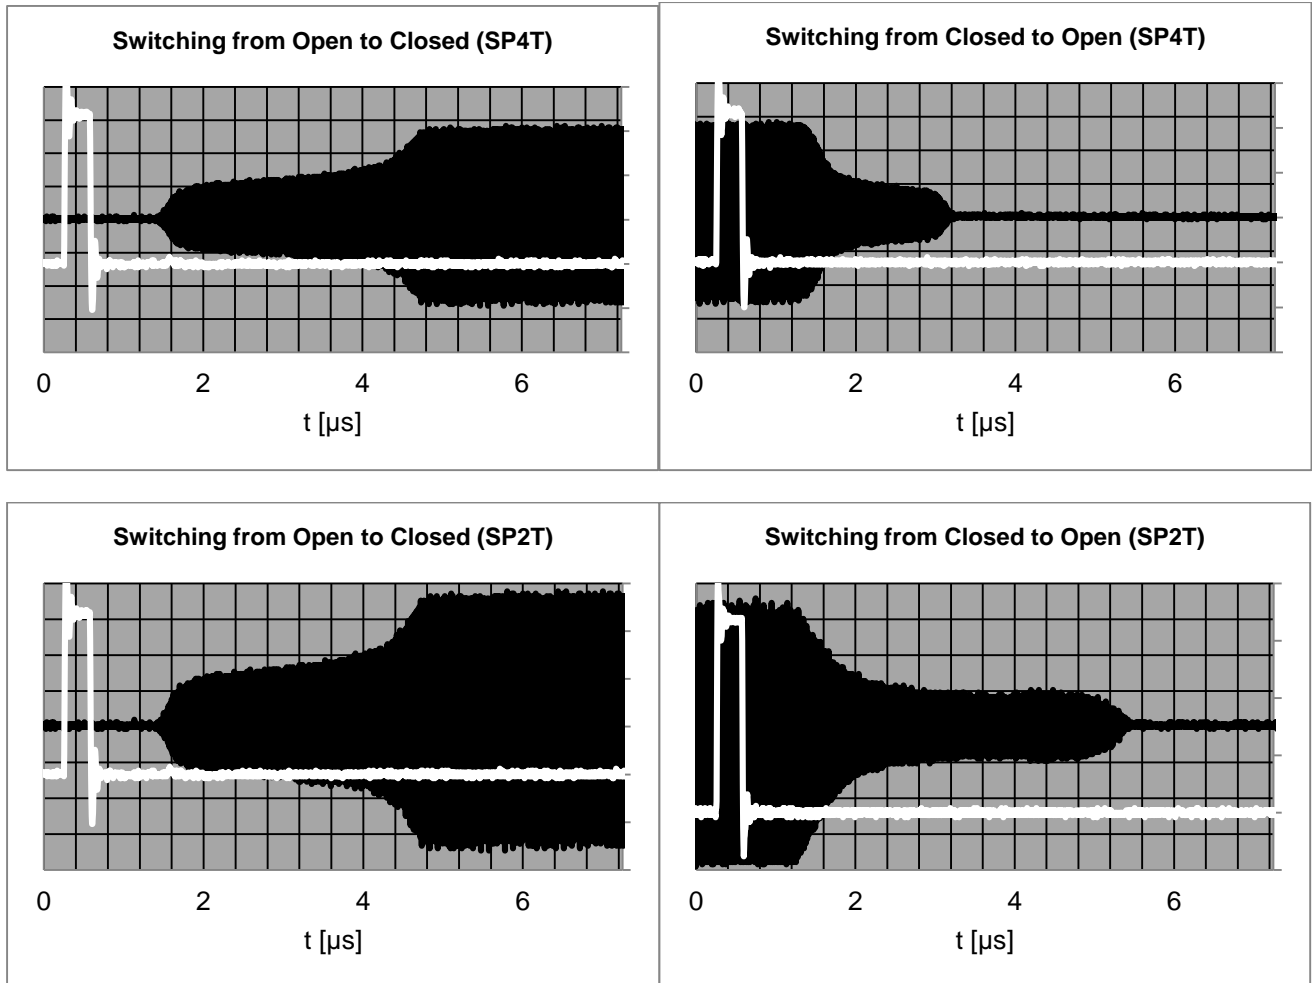 Switching from Open to Closed (SP4T)
0 2 4 6
t [µs]
Switching from Closed to Open (SP4T)
0 2 4 6
t [µs]
Switching from Open to Closed (SP2T)
0 2 4 6
t [µs]
Switching from Closed to Open (SP2T)
0 2 4 6
t [µs]